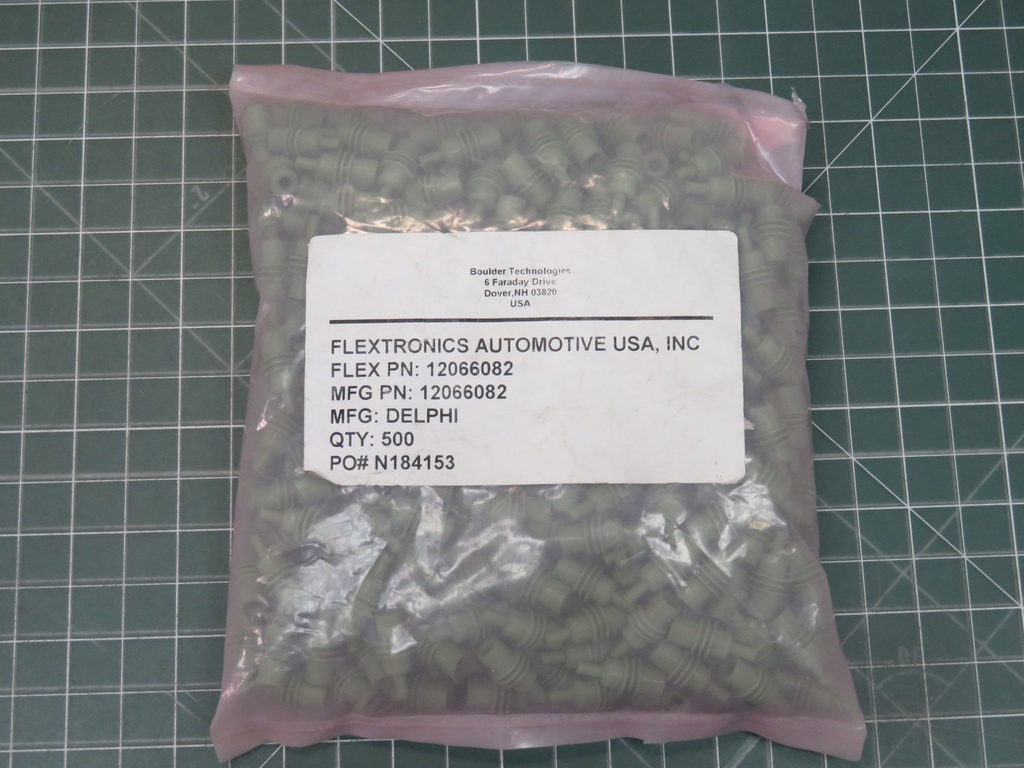 Boulder Technologies
6 Faraday Drive
Dover,NH 03820
USA
FLEXTRONICS AUTOMOTIVE USA, INC
FLEX PN: 12066082
MFG PN: 12066082
MFG: DELPHI
QTY: 500
PO# N184153